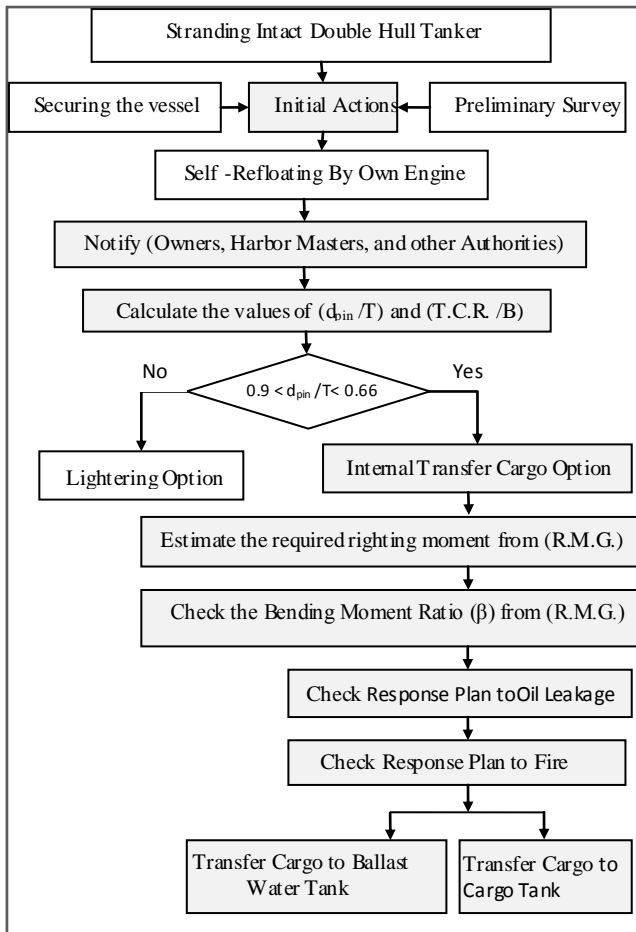 Stranding Intact Double Hull Tanker
Securing the vessel
Initial Actions
Preliminary Survey
Self -Refloating By Own Engine
Notify (Owners, Harbor Masters, and other Authorities)
Calculate the values of (dpin /T) and (T.C.R. /B)
No
0.9 < dpin /T< 0.66
Yes
Lightering Option
Internal Transfer Cargo Option
Estimate the required righting moment from (R.M.G.)
Check the Bending Moment Ratio (β) from (R.M.G.)
Check Response Plan to Oil Leakage
Check Response Plan to Fire
Transfer Cargo to Ballast
Water Tank
Transfer Cargo to
Cargo Tank